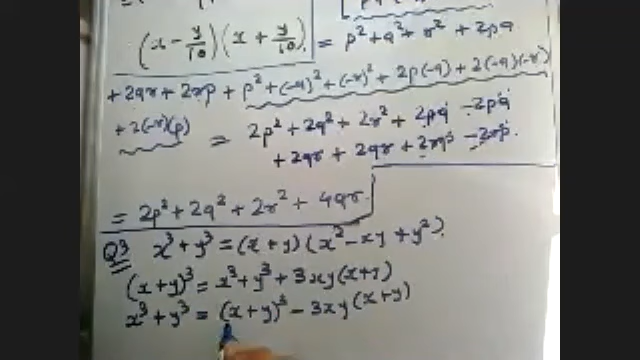 (x - y/10)(x + y/10)
= p² + q² + r² + 2pq
+ 2qr + 2rp + p² + (-q)² + (-r)² + 2p(-q) + 2(-q)(-r)
+ 2(-r)(p) = 2p² + 2q² + 2r² + 2pq - 2pq
+ 2qr + 2qr + 2rp - 2rp.
= 2p² + 2q² + 2r² + 4qr.
Q3 x³ + y³ = (x + y)(x² - xy + y²).
(x + y)³ = x³ + y³ + 3xy(x + y)
x³ + y³ = (x + y)³ - 3xy(x + y)